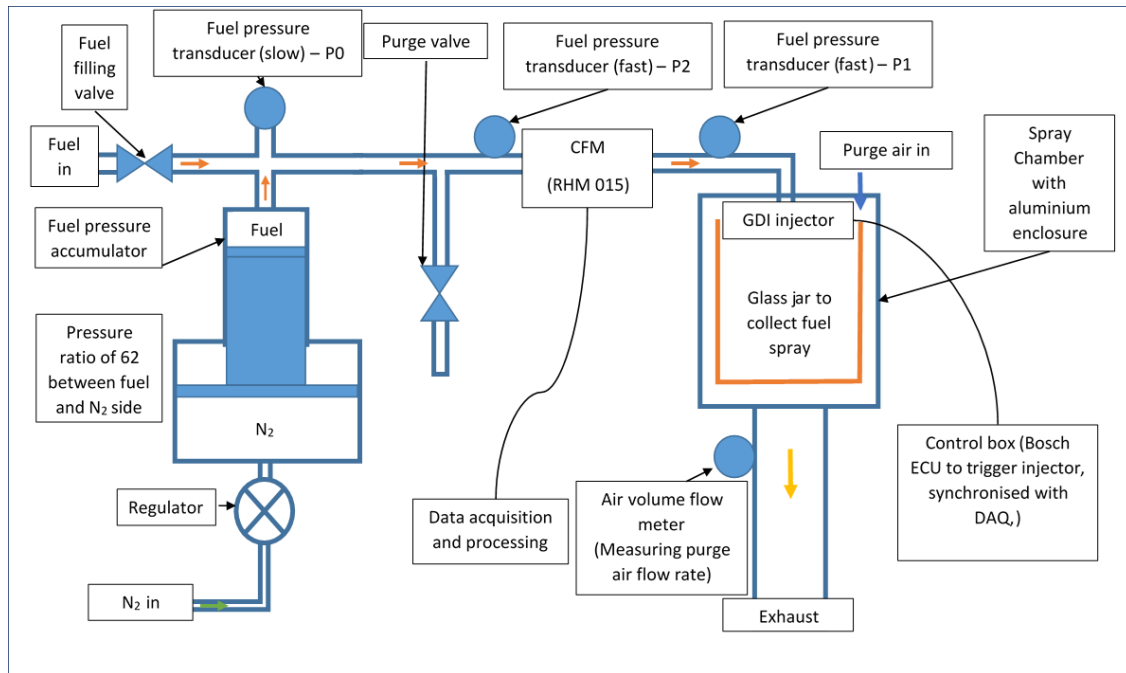 Fuel
filling
valve
Fuel pressure
transducer (slow) – P0
Purge valve
Fuel pressure
transducer (fast) – P2
Fuel pressure
transducer (fast) – P1
Fuel
in
CFM
(RHM 015)
Purge air in
Spray
Chamber
with
aluminium
enclosure
Fuel pressure
accumulator
Fuel
GDI injector
Glass jar to
collect fuel
spray
Pressure
ratio of 62
between fuel
and N₂ side
N₂
Regulator
Data acquisition
and processing
Air volume flow
meter
(Measuring purge
air flow rate)
Control box (Bosch
ECU to trigger injector,
synchronised with
DAQ,)
N₂ in
Exhaust